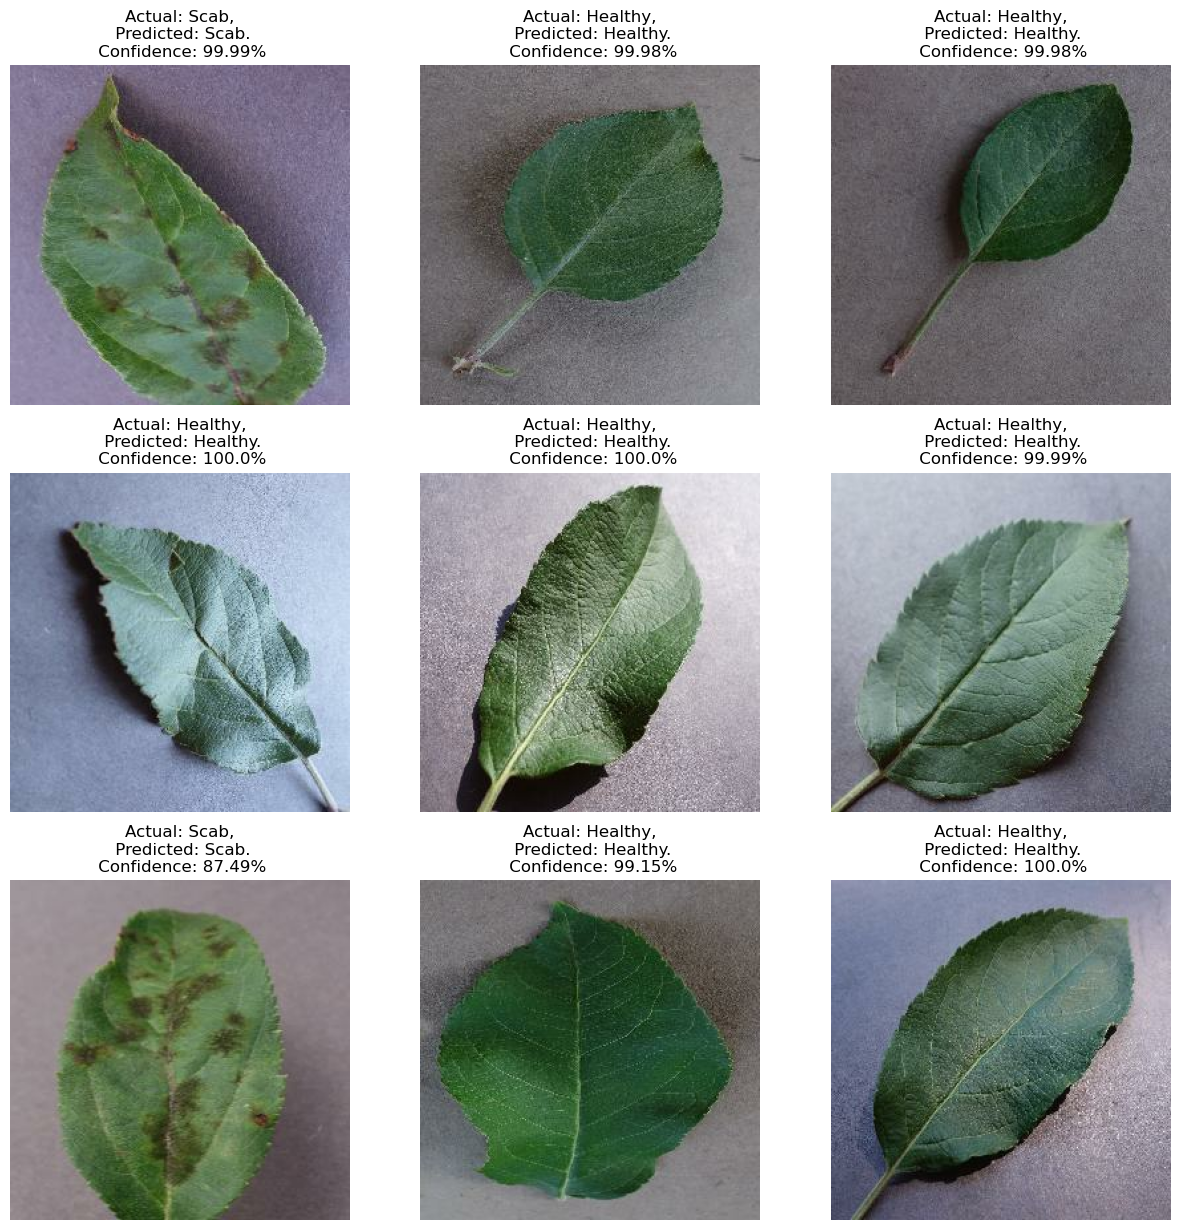 Actual: Scab,
Predicted: Scab.
Confidence: 99.99%
Actual: Healthy,
Predicted: Healthy.
Confidence: 99.98%
Actual: Healthy,
Predicted: Healthy.
Confidence: 99.98%
Actual: Healthy,
Predicted: Healthy.
Confidence: 100.0%
Actual: Healthy,
Predicted: Healthy.
Confidence: 100.0%
Actual: Healthy,
Predicted: Healthy.
Confidence: 99.99%
Actual: Scab,
Predicted: Scab.
Confidence: 87.49%
Actual: Healthy,
Predicted: Healthy.
Confidence: 99.15%
Actual: Healthy,
Predicted: Healthy.
Confidence: 100.0%